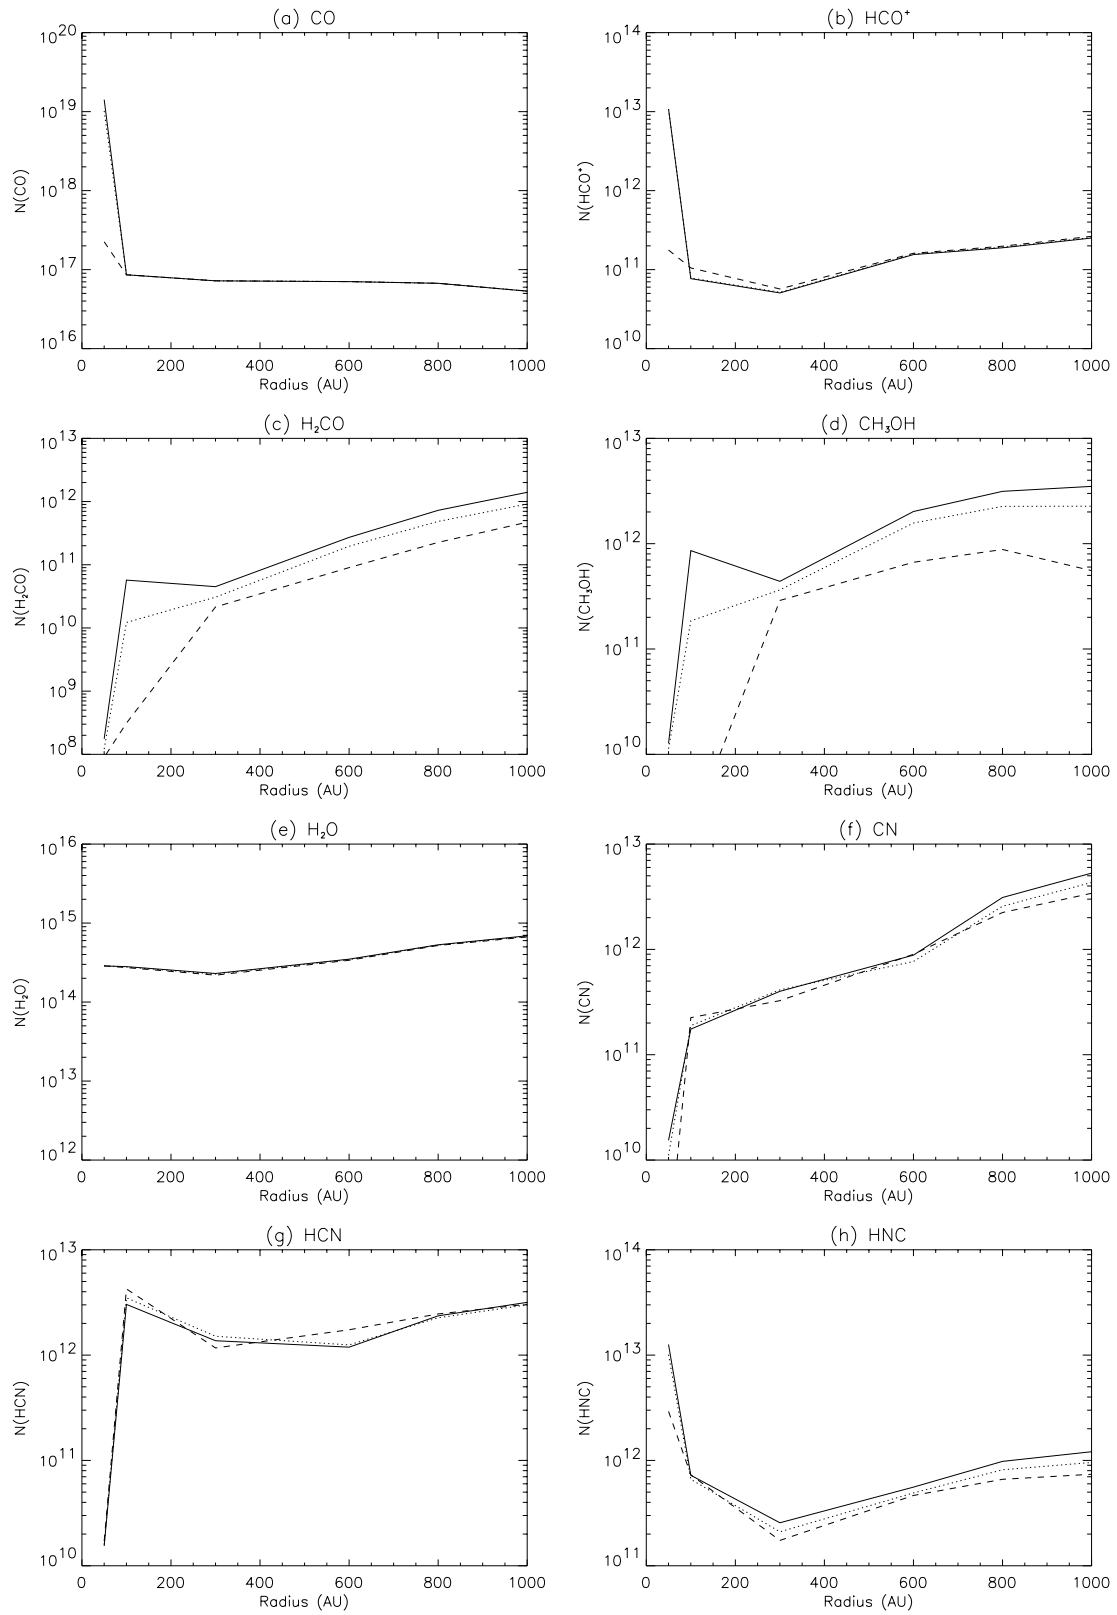 (a) CO
10^20
10^19
10^18
10^17
10^16
N(CO)
0 200 400 600 800 1000
Radius (AU)
(b) HCO⁺
10^14
10^13
10^12
10^11
10^10
N(HCO⁺)
0 200 400 600 800 1000
Radius (AU)
(c) H₂CO
10^13
10^12
10^11
10^10
10^9
10^8
N(H₂CO)
0 200 400 600 800 1000
Radius (AU)
(d) CH₃OH
10^13
10^12
10^11
10^10
N(CH₃OH)
0 200 400 600 800 1000
Radius (AU)
(e) H₂O
10^16
10^15
10^14
10^13
10^12
N(H₂O)
0 200 400 600 800 1000
Radius (AU)
(f) CN
10^13
10^12
10^11
10^10
N(CN)
0 200 400 600 800 1000
Radius (AU)
(g) HCN
10^13
10^12
10^11
10^10
N(HCN)
0 200 400 600 800 1000
Radius (AU)
(h) HNC
10^14
10^13
10^12
10^11
N(HNC)
0 200 400 600 800 1000
Radius (AU)